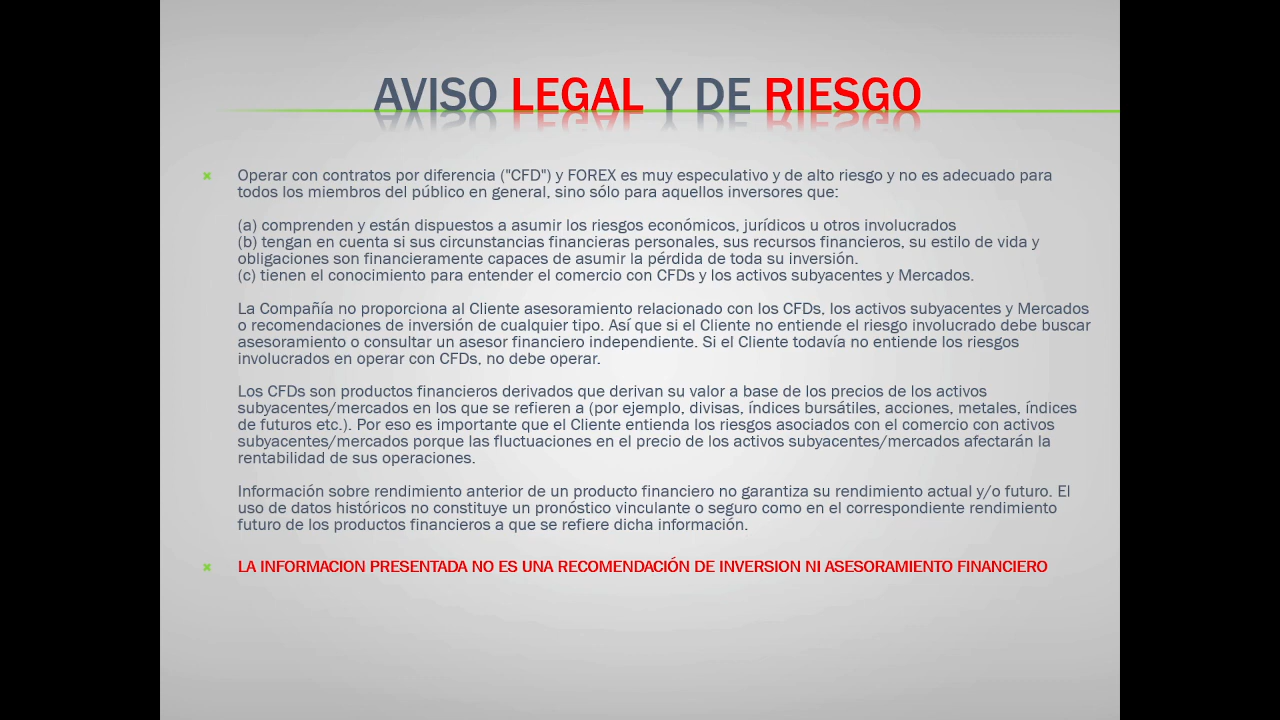 AVISO LEGAL Y DE RIESGO
Operar con contratos por diferencia ("CFD") y FOREX es muy especulativo y de alto riesgo y no es adecuado para
todos los miembros del público en general, sino sólo para aquellos inversores que:
(a) comprenden y están dispuestos a asumir los riesgos económicos, jurídicos u otros involucrados
(b) tengan en cuenta si sus circunstancias financieras personales, sus recursos financieros, su estilo de vida y
obligaciones son financieramente capaces de asumir la pérdida de toda su inversión.
(c) tienen el conocimiento para entender el comercio con CFDs y los activos subyacentes y Mercados.
La Compañía no proporciona al Cliente asesoramiento relacionado con los CFDs, los activos subyacentes y Mercados
o recomendaciones de inversión de cualquier tipo. Así que si el Cliente no entiende el riesgo involucrado debe buscar
asesoramiento o consultar un asesor financiero independiente. Si el Cliente todavía no entiende los riesgos
involucrados en operar con CFDs, no debe operar.
Los CFDs son productos financieros derivados que derivan su valor a base de los precios de los activos
subyacentes/mercados en los que se refieren a (por ejemplo, divisas, índices bursátiles, acciones, metales, índices
de futuros etc.). Por eso es importante que el Cliente entienda los riesgos asociados con el comercio con activos
subyacentes/mercados porque las fluctuaciones en el precio de los activos subyacentes/mercados afectarán la
rentabilidad de sus operaciones.
Información sobre rendimiento anterior de un producto financiero no garantiza su rendimiento actual y/o futuro. El
uso de datos históricos no constituye un pronóstico vinculante o seguro como en el correspondiente rendimiento
futuro de los productos financieros a que se refiere dicha información.
LA INFORMACION PRESENTADA NO ES UNA RECOMENDACIÓN DE INVERSION NI ASESORAMIENTO FINANCIERO